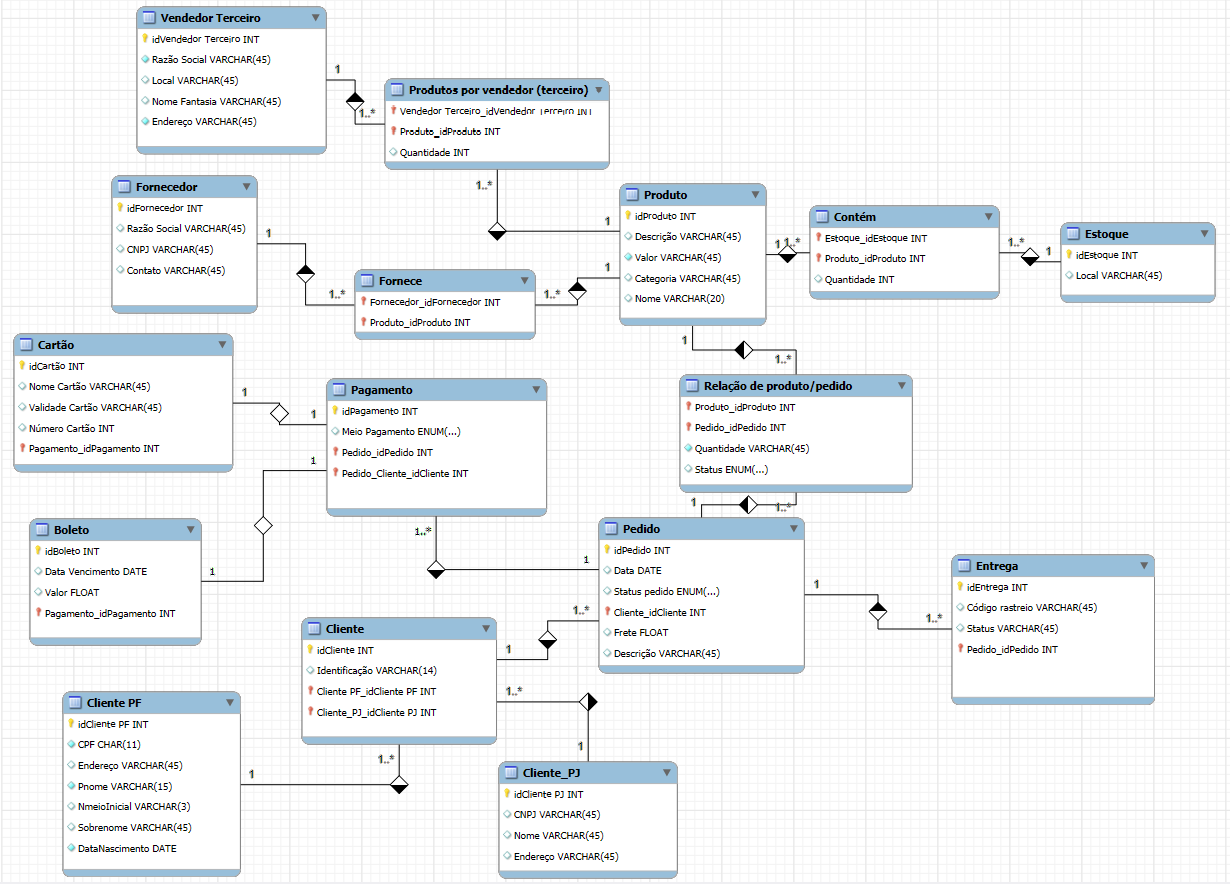 Vendedor Terceiro
idVendedor Terceiro INT
Razão Social VARCHAR(45)
Local VARCHAR(45)
Nome Fantasia VARCHAR(45)
Endereço VARCHAR(45)
1
1..*
Produtos por vendedor (terceiro)
Vendedor Terceiro_idVendedor Terceiro INT
Produto_idProduto INT
Quantidade INT
1..*
1
Fornecedor
idFornecedor INT
Razão Social VARCHAR(45)
CNPJ VARCHAR(45)
Contato VARCHAR(45)
1
1..*
Fornece
Fornecedor_idFornecedor INT
Produto_idProduto INT
1..*
1
Produto
idProduto INT
Descrição VARCHAR(45)
Valor VARCHAR(45)
Categoria VARCHAR(45)
Nome VARCHAR(20)
1
1..*
Contém
Estoque_idEstoque INT
Produto_idProduto INT
Quantidade INT
1..*
1
Estoque
idEstoque INT
Local VARCHAR(45)
1
1..*
Cartão
idCartão INT
Nome Cartão VARCHAR(45)
Validade Cartão VARCHAR(45)
Número Cartão INT
Pagamento_idPagamento INT
1
1
Pagamento
idPagamento INT
Meio Pagamento ENUM(...)
Pedido_idPedido INT
Pedido_Cliente_idCliente INT
1
1..*
1
Relação de produto/pedido
Produto_idProduto INT
Pedido_idPedido INT
Quantidade VARCHAR(45)
Status ENUM(...)
1
1..*
Boleto
idBoleto INT
Data Vencimento DATE
Valor FLOAT
Pagamento_idPagamento INT
1
Pedido
idPedido INT
Data DATE
Status pedido ENUM(...)
Cliente_idCliente INT
Frete FLOAT
Descrição VARCHAR(45)
1
1..*
Entrega
idEntrega INT
Código rastreio VARCHAR(45)
Status VARCHAR(45)
Pedido_idPedido INT
Cliente
idCliente INT
Identificação VARCHAR(14)
Cliente PF_idCliente PF INT
Cliente_PJ_idCliente PJ INT
1
1..*
1..*
1
1..*
1
Cliente PF
idCliente PF INT
CPF CHAR(11)
Endereço VARCHAR(45)
Pnome VARCHAR(15)
NmeioInicial VARCHAR(3)
Sobrenome VARCHAR(45)
DataNascimento DATE
Cliente_PJ
idCliente PJ INT
CNPJ VARCHAR(45)
Nome VARCHAR(45)
Endereço VARCHAR(45)